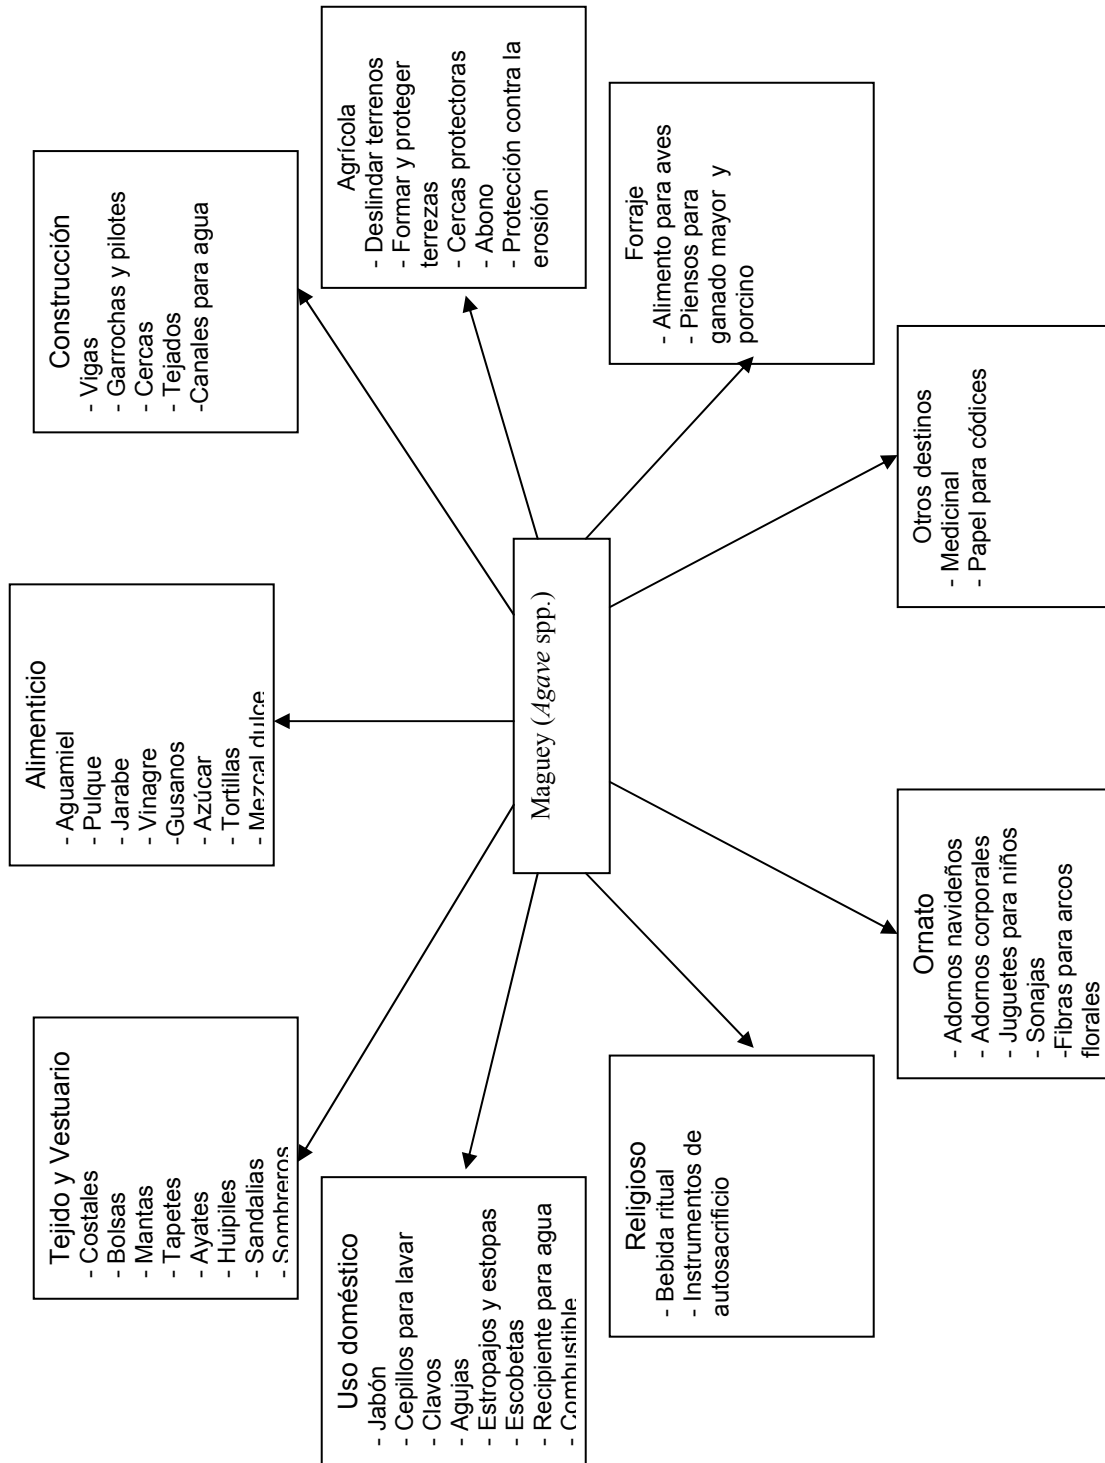 Tejido y Vestuario
- Costales
- Bolsas
- Mantas
- Tapetes
- Ayates
- Huipiles
- Sandalias
- Sombreros
Alimenticio
- Aguamiel
- Pulque
- Jarabe
- Vinagre
-Gusanos
- Azúcar
- Tortillas
- Mezcal dulce
Construcción
- Vigas
- Garrochas y pilotes
- Cercas
- Tejados
-Canales para agua
Uso doméstico
- Jabón
- Cepillos para lavar
- Clavos
- Agujas
- Estropajos y estopas
- Escobetas
- Recipiente para agua
- Combustible
Agrícola
- Deslindar terrenos
- Formar y proteger
terrezas
- Cercas protectoras
- Abono
- Protección contra la
erosión
Maguey (Agave spp.)
Religioso
- Bebida ritual
- Instrumentos de
autosacrificio
Forraje
- Alimento para aves
- Piensos para
ganado mayor y
porcino
Ornato
- Adornos navideños
- Adornos corporales
- Juguetes para niños
- Sonajas
-Fibras para arcos
florales
Otros destinos
- Medicinal
- Papel para códices